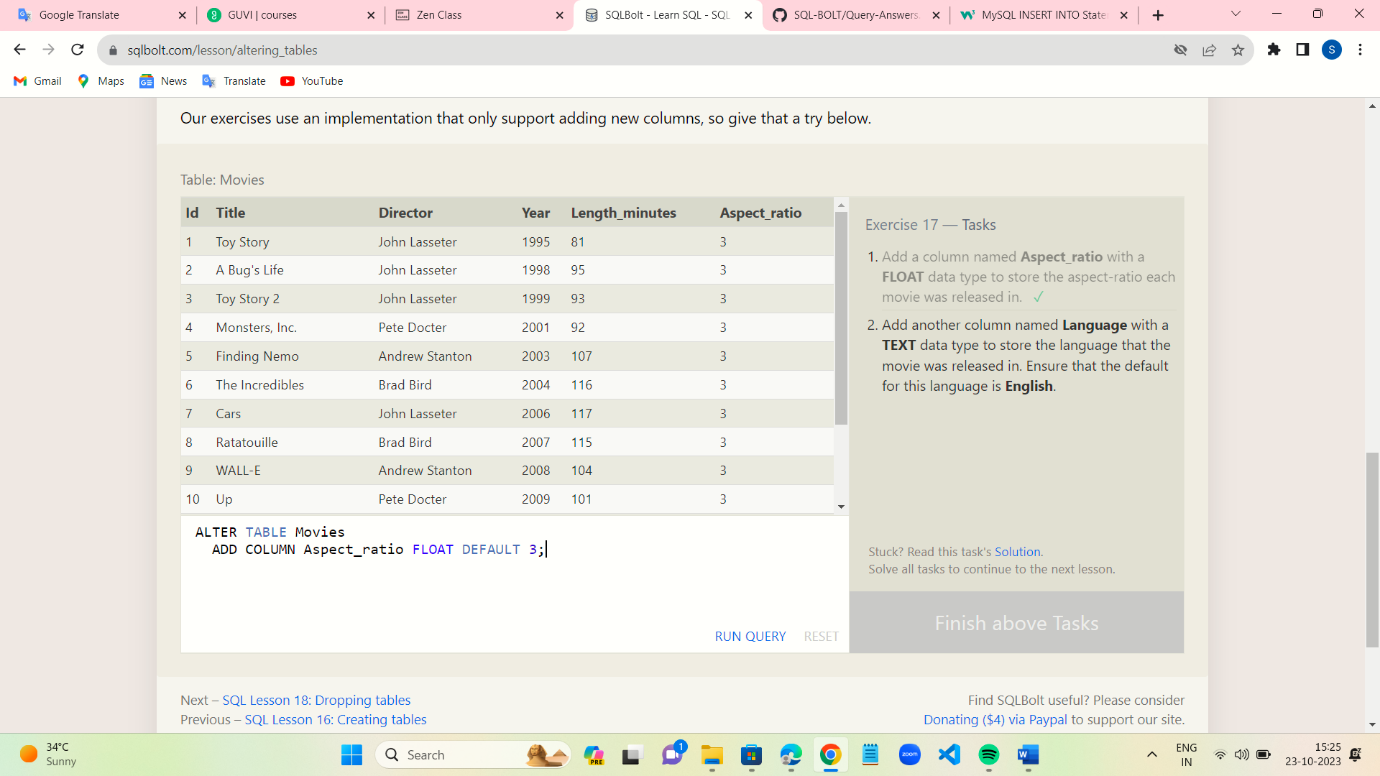 Google Translate
GUVI | courses
Zen Class
SQLBolt - Learn SQL - SQL
SQL-BOLT/Query-Answers.
MySQL INSERT INTO State
sqlbolt.com/lesson/altering_tables
S
Gmail
Maps
News
Translate
YouTube
Our exercises use an implementation that only support adding new columns, so give that a try below.
Table: Movies
Id Title Director Year Length_minutes Aspect_ratio
1 Toy Story John Lasseter 1995 81 3
2 A Bug's Life John Lasseter 1998 95 3
3 Toy Story 2 John Lasseter 1999 93 3
4 Monsters, Inc. Pete Docter 2001 92 3
5 Finding Nemo Andrew Stanton 2003 107 3
6 The Incredibles Brad Bird 2004 116 3
7 Cars John Lasseter 2006 117 3
8 Ratatouille Brad Bird 2007 115 3
9 WALL-E Andrew Stanton 2008 104 3
10 Up Pete Docter 2009 101 3
ALTER TABLE Movies
ADD COLUMN Aspect_ratio FLOAT DEFAULT 3;
RUN QUERY RESET
Exercise 17 — Tasks
1. Add a column named Aspect_ratio with a
FLOAT data type to store the aspect-ratio each
movie was released in. ✓
2. Add another column named Language with a
TEXT data type to store the language that the
movie was released in. Ensure that the default
for this language is English.
Stuck? Read this task's Solution.
Solve all tasks to continue to the next lesson.
Finish above Tasks
Next – SQL Lesson 18: Dropping tables
Previous – SQL Lesson 16: Creating tables
Find SQLBolt useful? Please consider
Donating ($4) via Paypal to support our site.
34°C
Sunny
Search
PRE
1
zoom
ENG
IN
15:25
23-10-2023